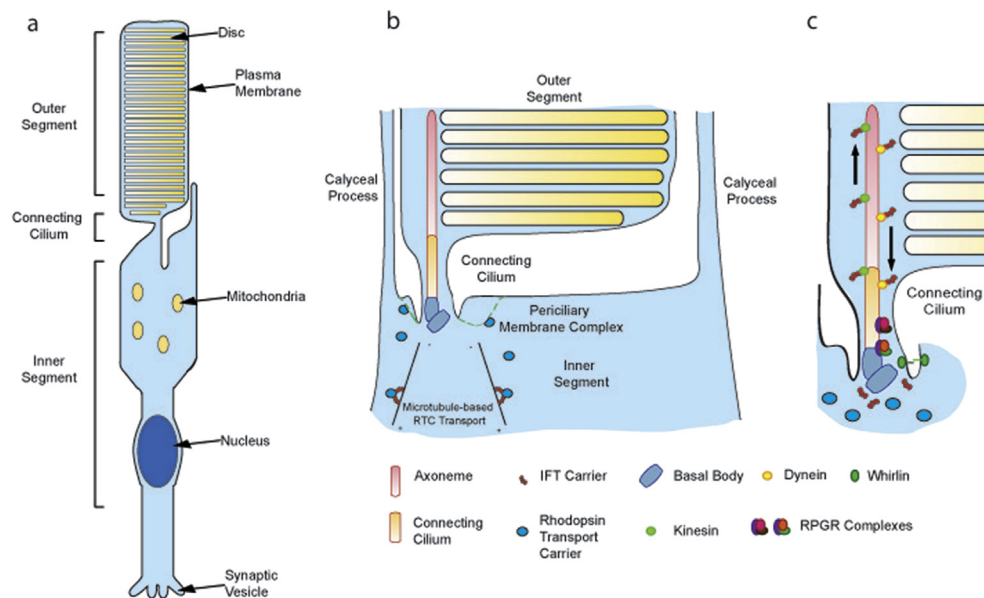 a
Disc
Plasma
Membrane
Outer
Segment
Connecting
Cilium
Mitochondria
Inner
Segment
Nucleus
Synaptic
Vesicle
b
Outer
Segment
Calyceal
Process
Calyceal
Process
Connecting
Cilium
Periciliary
Membrane Complex
Inner
Segment
- -
Microtubule-based
RTC Transport
+ +
c
Connecting
Cilium
Axoneme
IFT Carrier
Basal Body
Dynein
Whirlin
Connecting
Cilium
Rhodopsin
Transport
Carrier
Kinesin
RPGR Complexes